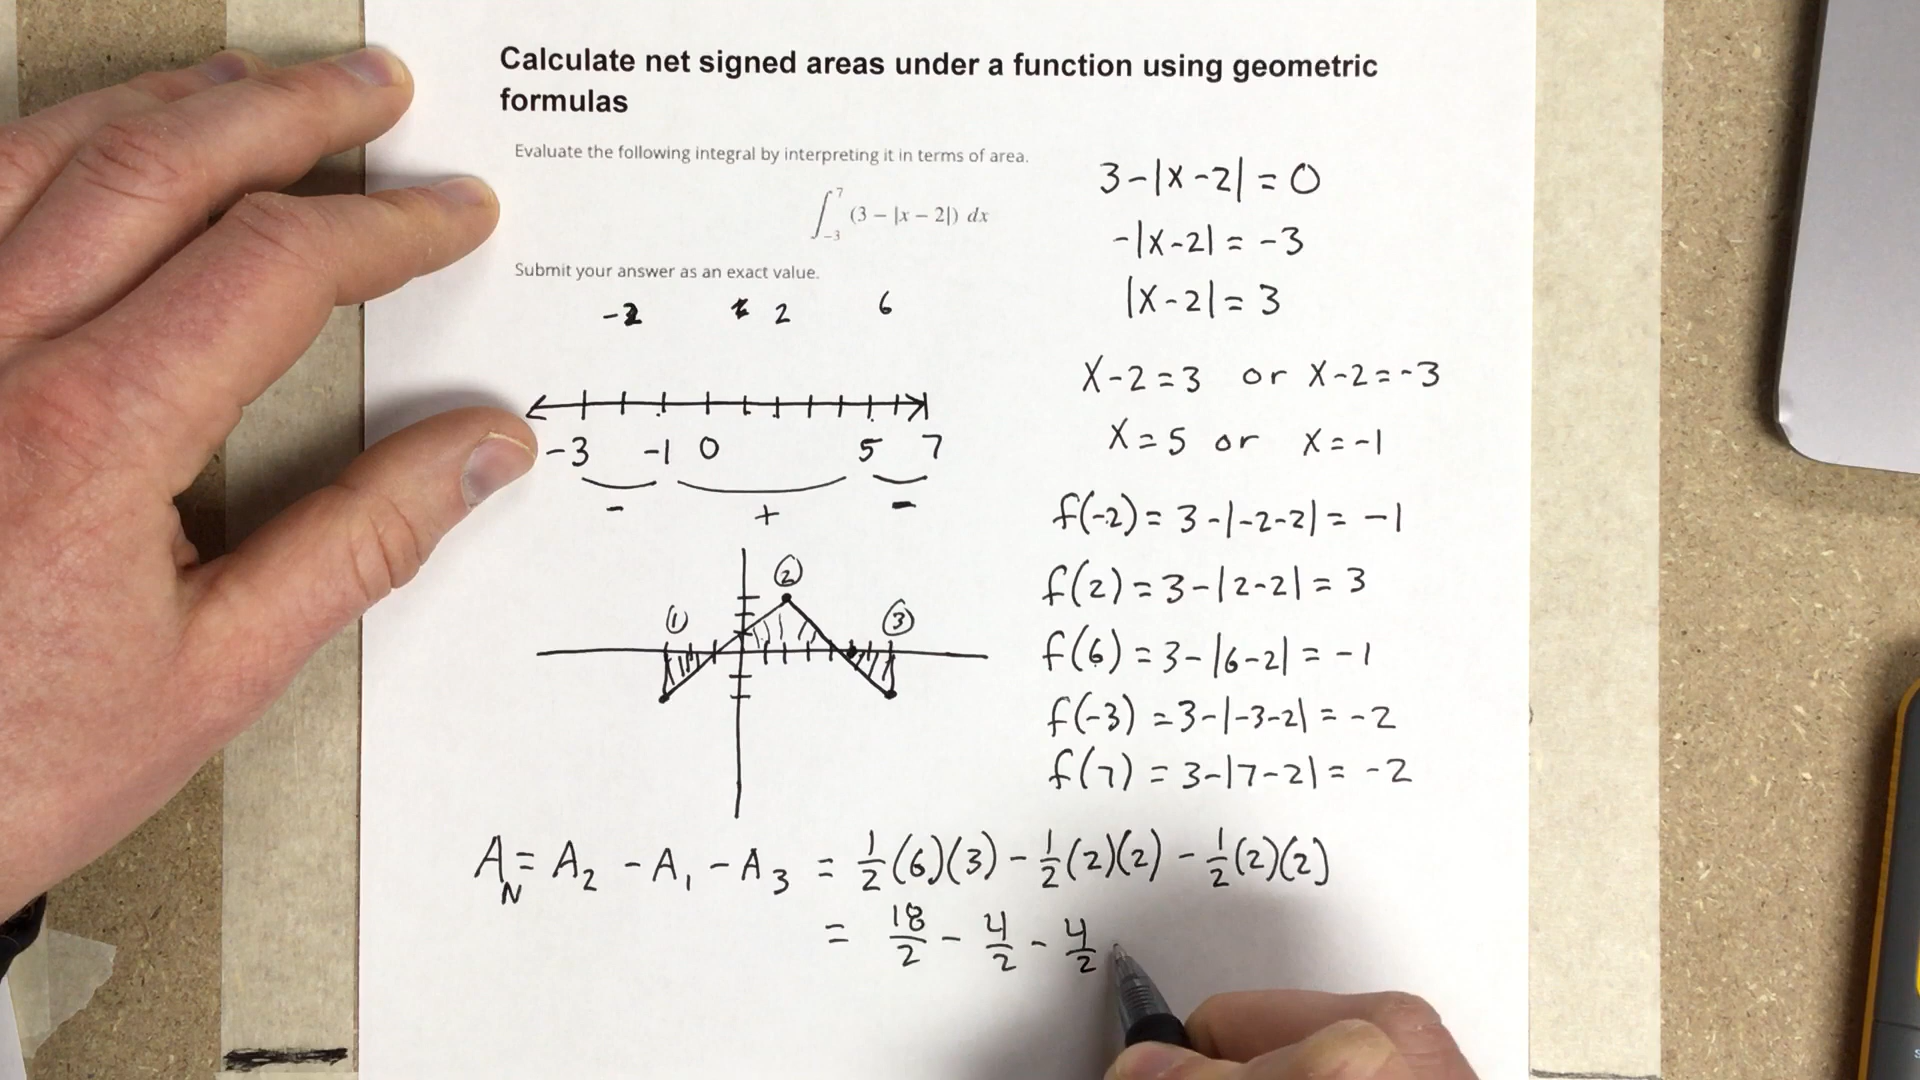 Calculate net signed areas under a function using geometric
formulas
Evaluate the following integral by interpreting it in terms of area.
∫_{-3}^{7} (3 – |x – 2|) dx
Submit your answer as an exact value.
-2 2 6
-3 -1 0 5 7
- + -
① ② ③
3-|x-2| = 0
-|x-2| = -3
|x-2| = 3
x-2=3 or x-2=-3
x=5 or x=-1
f(-2) = 3-|-2-2| = -1
f(2) = 3-|2-2| = 3
f(6) = 3-|6-2| = -1
f(-3) = 3-|-3-2| = -2
f(7) = 3-|7-2| = -2
A_N = A₂ - A₁ - A₃ = 1/2 (6)(3) - 1/2 (2)(2) - 1/2 (2)(2)
= 18/2 - 4/2 - 4/2